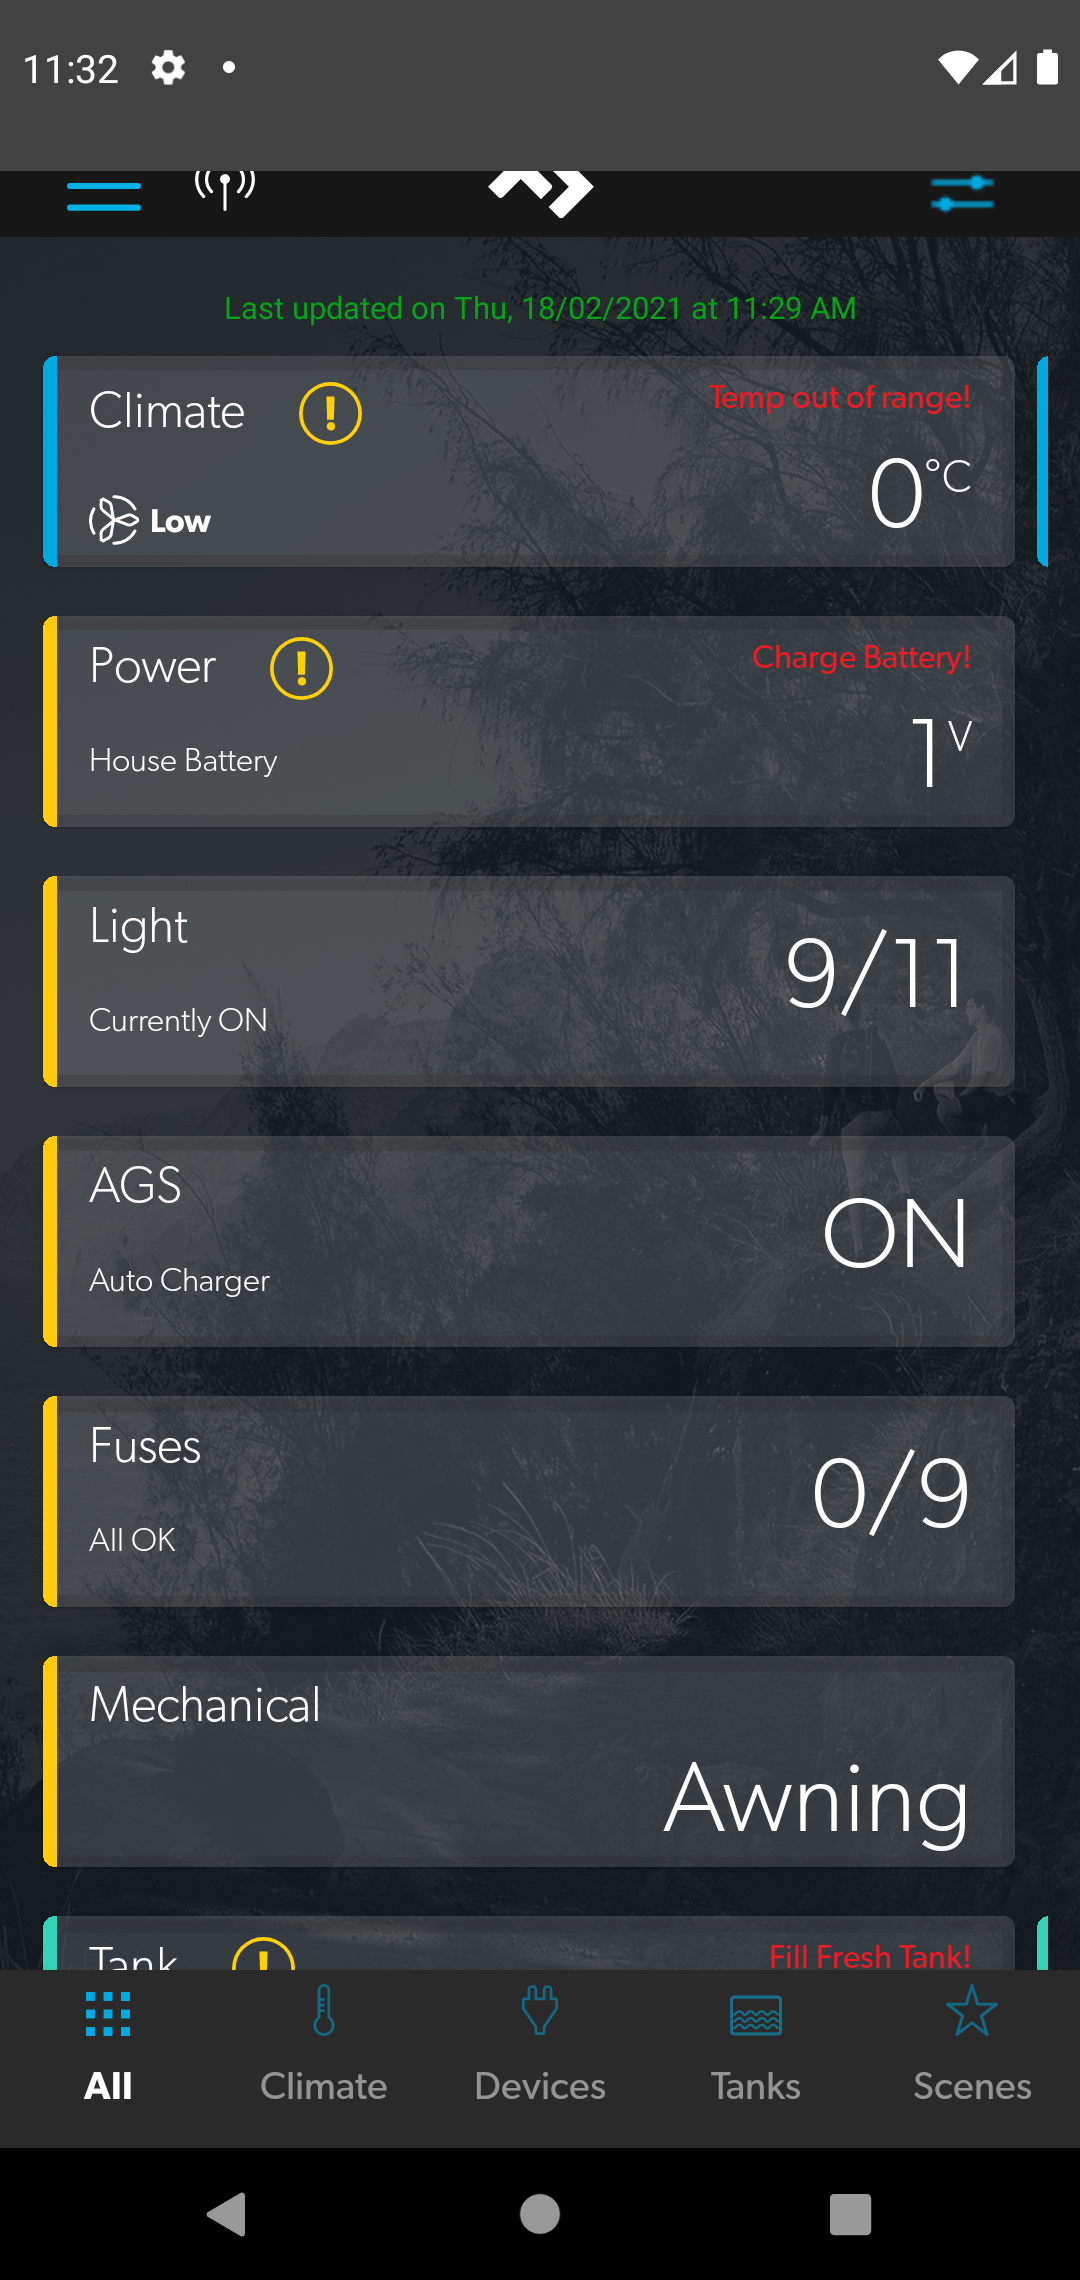 11:32
Last updated on Thu, 18/02/2021 at 11:29 AM
Climate
Temp out of range!
0°C
Low
Power
Charge Battery!
1V
House Battery
Light
9/11
Currently ON
AGS
ON
Auto Charger
Fuses
0/9
All OK
Mechanical
Awning
Tank
Fill Fresh Tank!
All
Climate
Devices
Tanks
Scenes